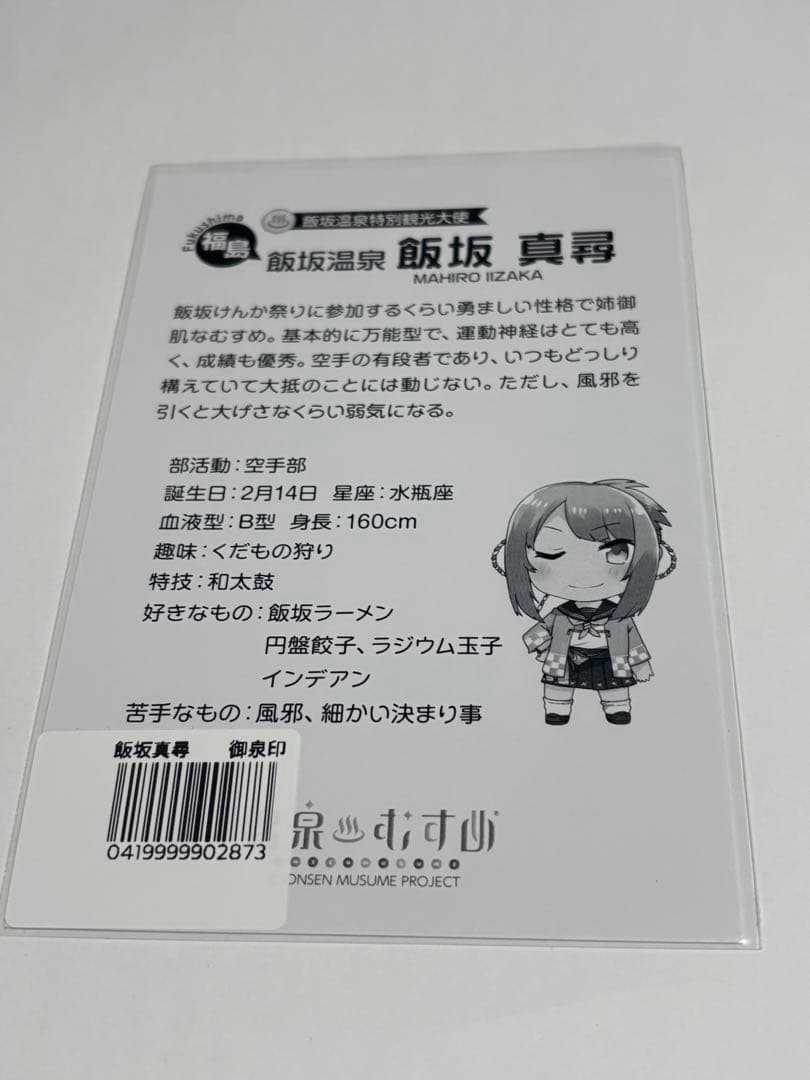 飯坂温泉特別観光大使
Fukushima
福島
飯坂温泉 飯坂 真尋
MAHIRO IIZAKA
飯坂けんか祭りに参加するくらい勇ましい性格で姉御
肌なむすめ。基本的に万能型で、運動神経はとても高
く、成績も優秀。空手の有段者であり、いつもどっしり
構えていて大抵のことには動じない。ただし、風邪を
引くと大げさなくらい弱気になる。
部活動：空手部
誕生日：2月14日 星座：水瓶座
血液型：B型 身長：160cm
趣味：くだもの狩り
特技：和太鼓
好きなもの：飯坂ラーメン
円盤餃子、ラジウム玉子
インデアン
苦手なもの：風邪、細かい決まり事
飯坂真尋 御泉印
0419999902873
泉むすめ
ONSEN MUSUME PROJECT